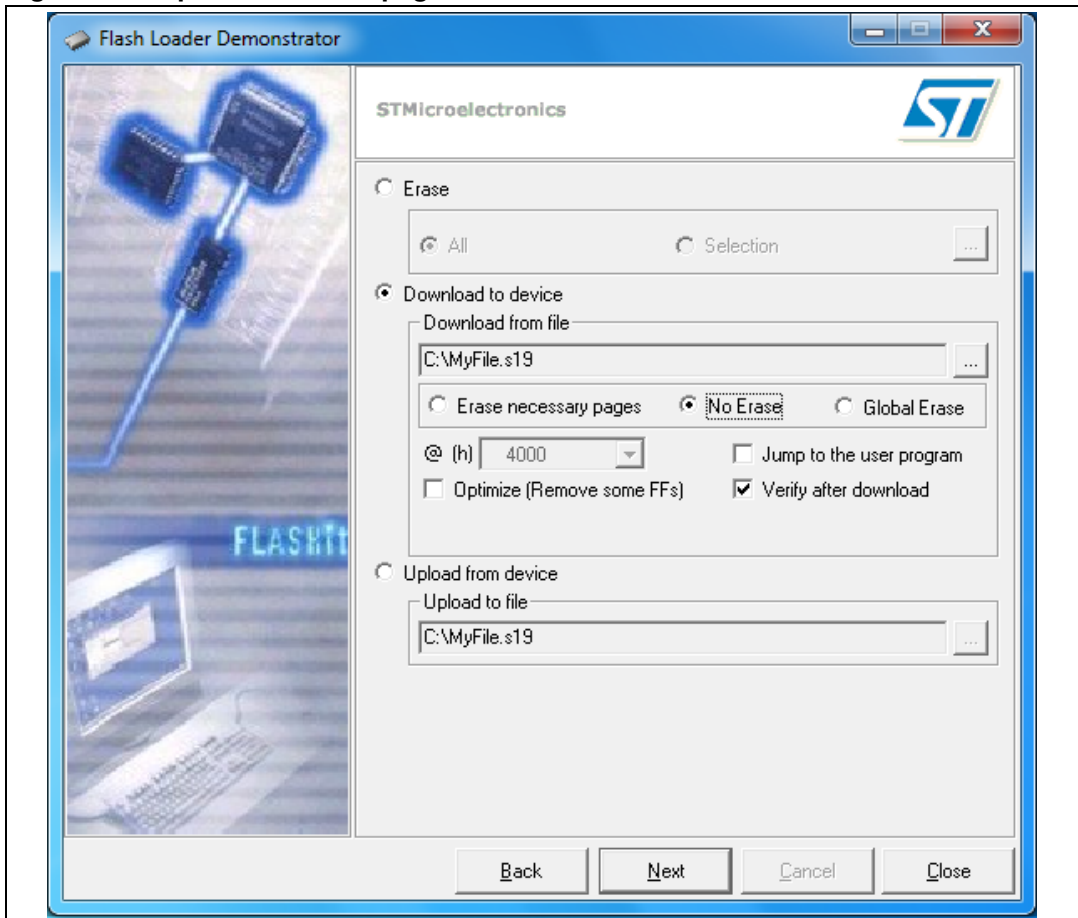 Flash Loader Demonstrator
STMicroelectronics
ST
Erase
All Selection ...
Download to device
Download from file
C:\MyFile.s19 ...
Erase necessary pages No Erase Global Erase
@ (h) 4000 Jump to the user program
Optimize (Remove some FFs) Verify after download
Upload from device
Upload to file
C:\MyFile.s19 ...
Back Next Cancel Close